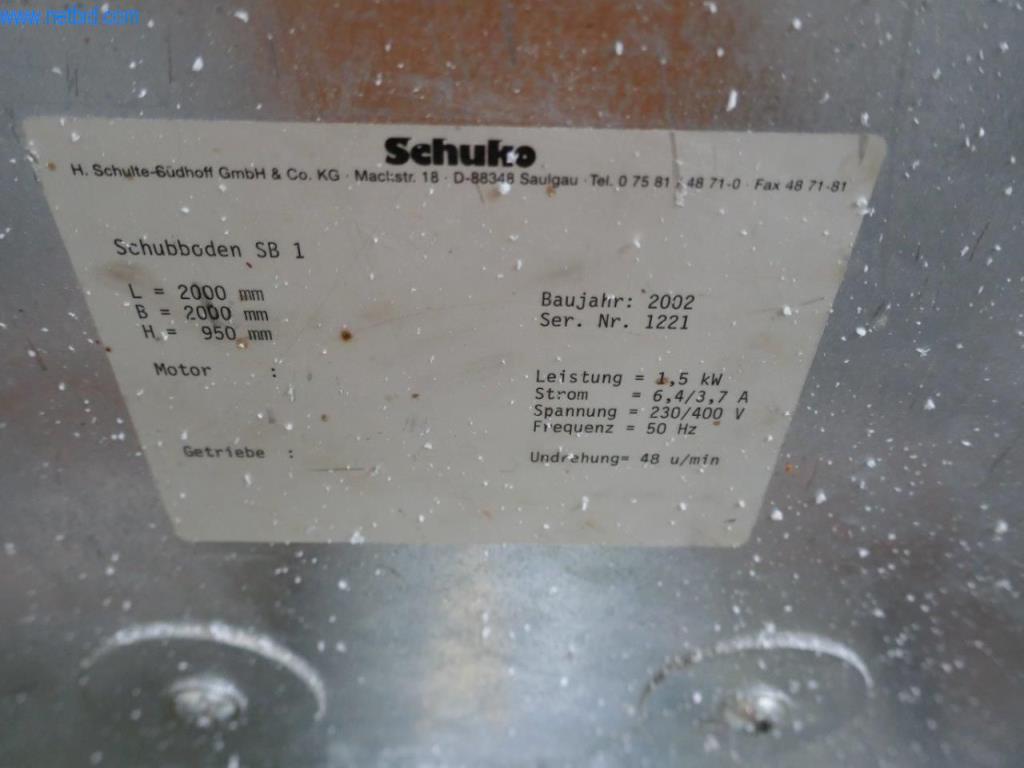 www.netbid.com
Schuko
H. Schulte-Südhoff GmbH & Co. KG · Mackstr. 18 · D-88348 Saulgau · Tel. 0 75 81 / 48 71-0 · Fax 48 71-81
Schubboden SB 1
L = 2000 mm
B = 2000 mm
H = 950 mm
Baujahr: 2002
Ser. Nr. 1221
Motor :
Leistung = 1,5 kW
Strom = 6,4/3,7 A
Spannung = 230/400 V
Frequenz = 50 Hz
Getriebe :
Undrehung= 48 u/min